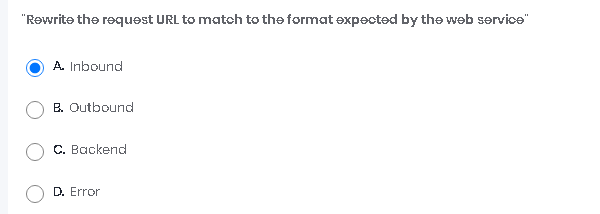 "Rewrite the request URL to match to the format expected by the web service"
A. Inbound
B. Outbound
C. Backend
D. Error